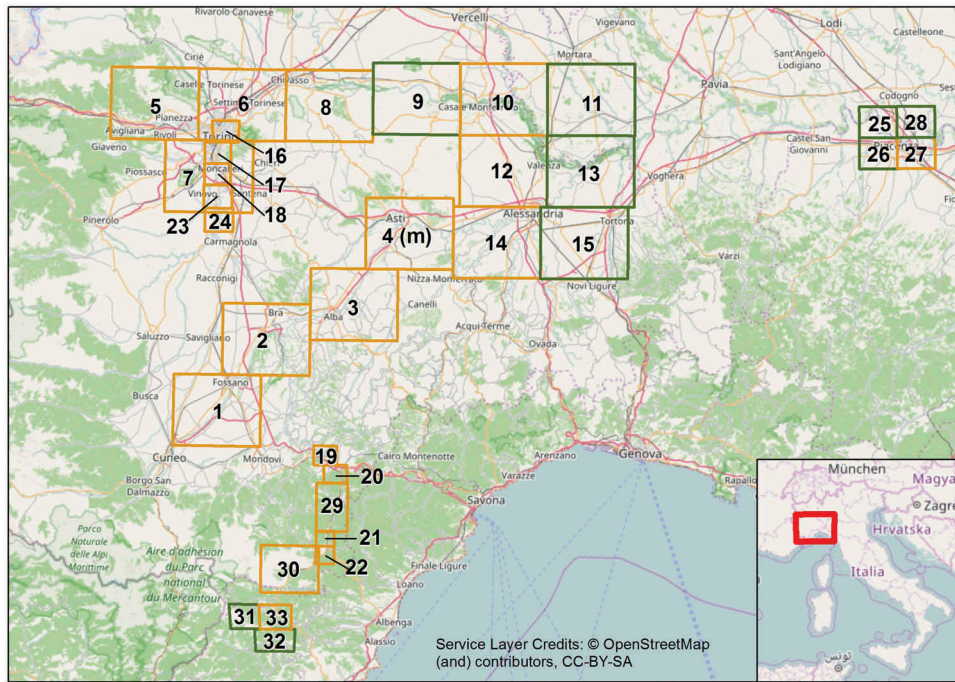 Rivarolo Canavese
Vercelli
Vigevano
Lodi
Castelleone
Mortara
Sant'Angelo
Lodigiano
Ciriè
Pavia
Codogno
Caselle Torinese
Chivasso
5
6
8
9
10
11
Settimo Torinese
Casale Monferrato
Pianezza
25
28
Avigliana
Rivoli
Torino
Castel San
Giovanni
Piacenza
Giaveno
16
26
27
Chieri
Moncalieri
12
Valenza
13
Voghera
Piossasco
7
17
Vinovo
Santena
18
Pinerolo
23
24
Asti
Alessandria
Tortona
Carmagnola
4 (m)
14
15
Varzi
Racconigi
Nizza Monferrato
Novi Ligure
3
Canelli
Bra
Alba
Acqui Terme
Saluzzo
Savigliano
2
Ovada
Fossano
Busca
1
Genova
Cuneo
Mondovì
19
Cairo Montenotte
Arenzano
Varazze
Rapallo
Borgo San
Dalmazzo
20
Savona
29
Parco
Naturale
delle Alpi
Marittime
21
Aire d'adhésion
du Parc
national du
Mercantour
30
22
Finale Ligure
Loano
31
33
Albenga
32
Alassio
Service Layer Credits: © OpenStreetMap
(and) contributors, CC-BY-SA
München
Magya
Zagre
Hrvatska
Italia
تونس